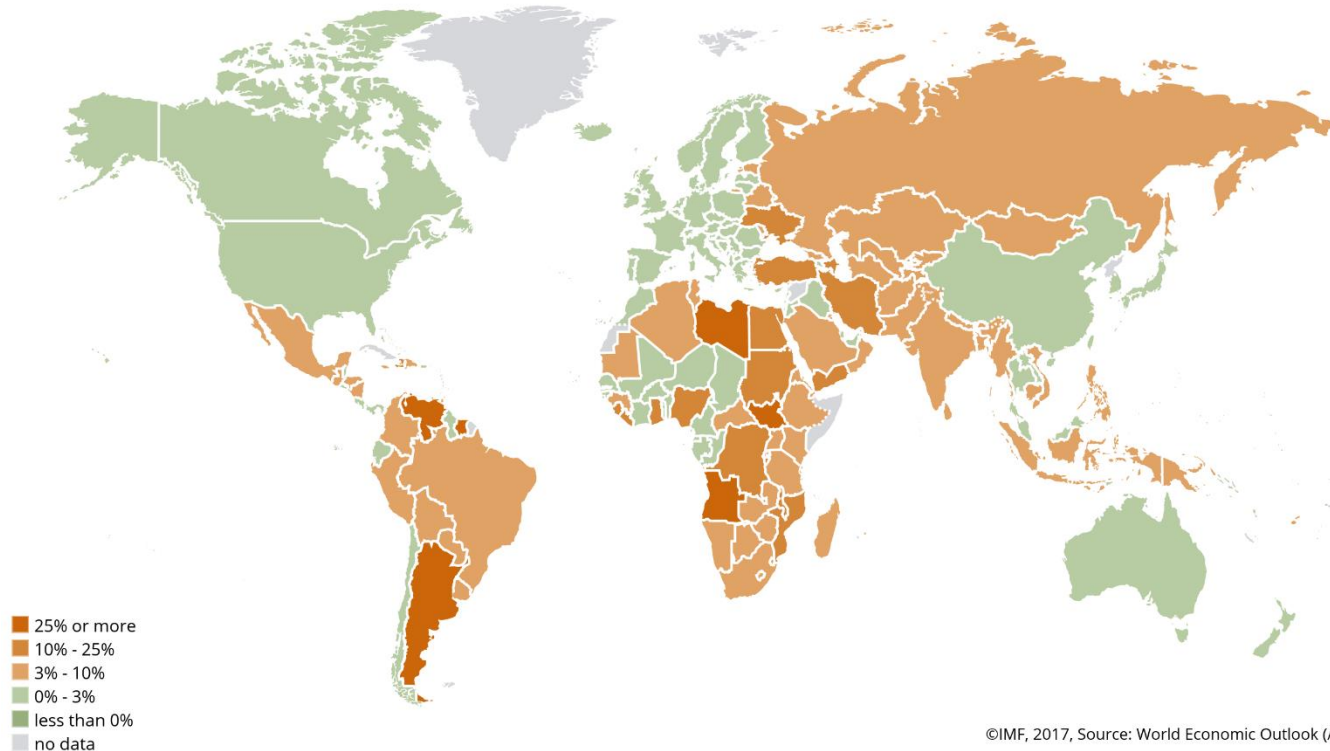 25% or more
10% - 25%
3% - 10%
0% - 3%
less than 0%
no data
©IMF, 2017, Source: World Economic Outlook (